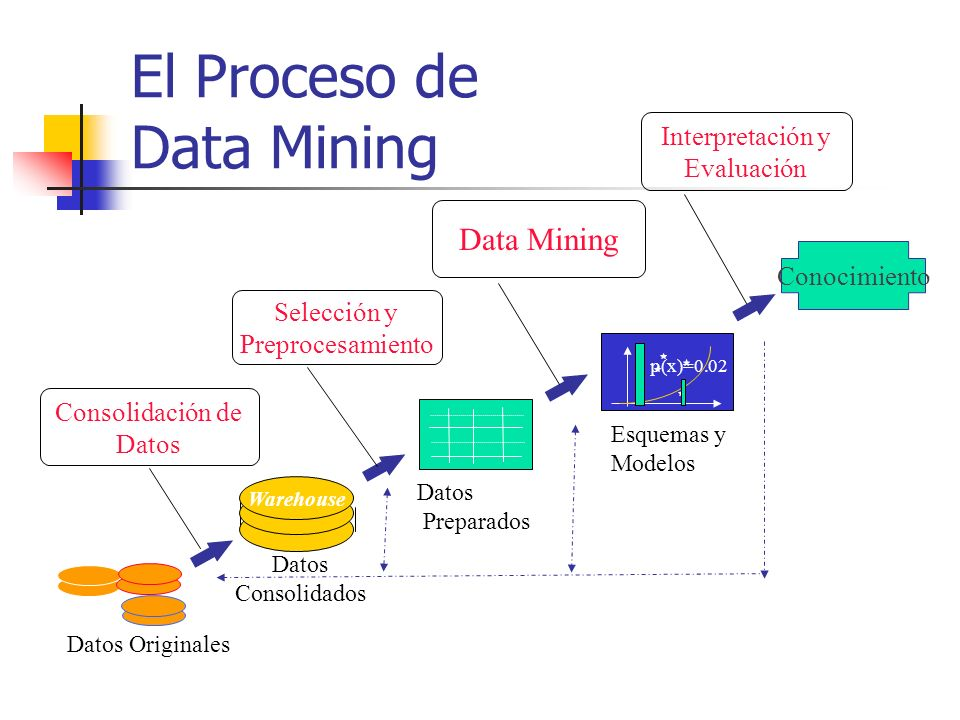 El Proceso de
Data Mining
Interpretación y
Evaluación
Data Mining
Conocimiento
Selección y
Preprocesamiento
p(x)=0.02
Consolidación de
Datos
Esquemas y
Modelos
Warehouse
Datos
Preparados
Datos
Consolidados
Datos Originales